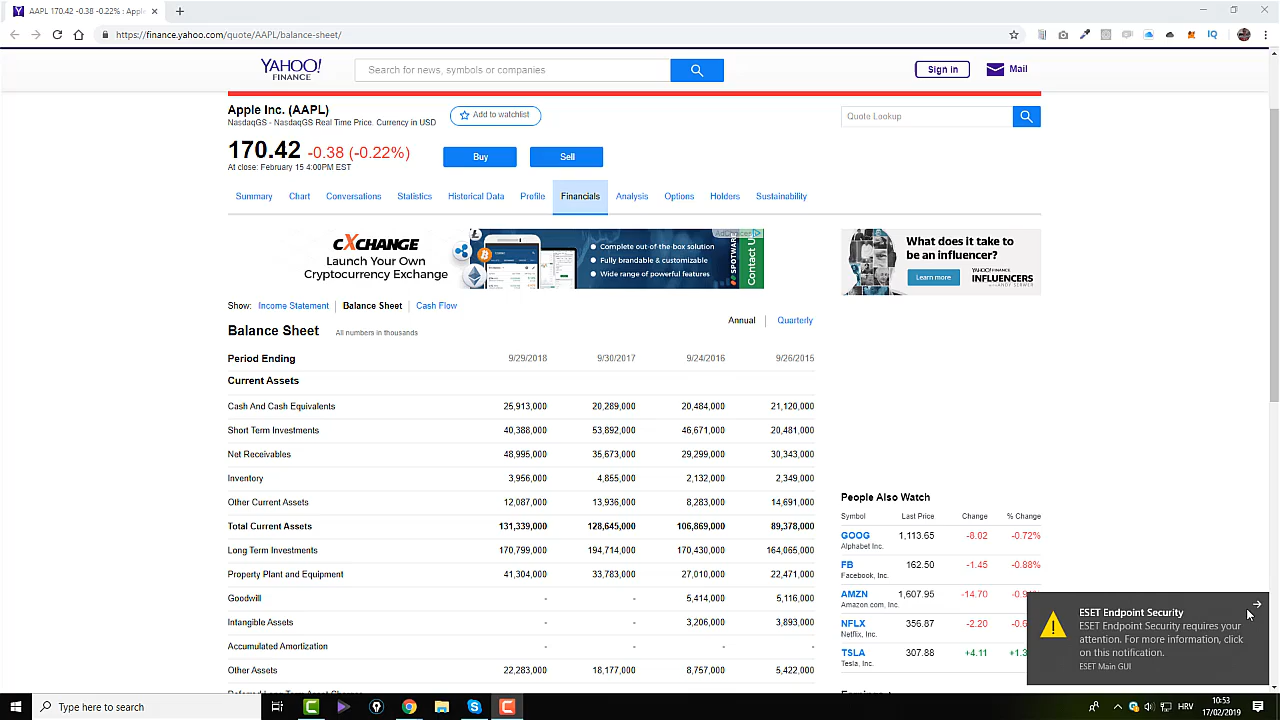 AAPL 170.42 -0.38 -0.22% : Appl
https://finance.yahoo.com/quote/AAPL/balance-sheet/
IQ
YAHOO!
FINANCE
Search for news, symbols or companies
Sign in
Mail
Apple Inc. (AAPL)
Add to watchlist
NasdaqGS - NasdaqGS Real Time Price. Currency in USD
Quote Lookup
170.42 -0.38 (-0.22%)
At close: February 15 4:00PM EST
Buy
Sell
Summary Chart Conversations Statistics Historical Data Profile Financials Analysis Options Holders Sustainability
CXCHANGE
Launch Your Own
Cryptocurrency Exchange
Complete out-of-the-box solution
Fully brandable & customizable
Wide range of powerful features
SPOTWARE
Contact U
AdChoices
What does it take to
be an influencer?
Learn more
YAHOO! FINANCE
INFLUENCERS
WITH ANDY SERWER
Show: Income Statement Balance Sheet Cash Flow
Annual Quarterly
Balance Sheet All numbers in thousands
Period Ending 9/29/2018 9/30/2017 9/24/2016 9/26/2015
Current Assets
Cash And Cash Equivalents 25,913,000 20,289,000 20,484,000 21,120,000
Short Term Investments 40,388,000 53,892,000 46,671,000 20,481,000
Net Receivables 48,995,000 35,673,000 29,299,000 30,343,000
Inventory 3,956,000 4,855,000 2,132,000 2,349,000
Other Current Assets 12,087,000 13,936,000 8,283,000 14,691,000
Total Current Assets 131,339,000 128,645,000 106,869,000 89,378,000
Long Term Investments 170,799,000 194,714,000 170,430,000 164,065,000
Property Plant and Equipment 41,304,000 33,783,000 27,010,000 22,471,000
Goodwill - - 5,414,000 5,116,000
Intangible Assets - - 3,206,000 3,893,000
Accumulated Amortization - - - -
Other Assets 22,283,000 18,177,000 8,757,000 5,422,000
People Also Watch
Symbol Last Price Change % Change
GOOG 1,113.65 -8.02 -0.72%
Alphabet Inc.
FB 162.50 -1.45 -0.88%
Facebook, Inc.
AMZN 1,607.95 -14.70
Amazon.com, Inc.
NFLX 356.87 -2.20
Netflix, Inc.
TSLA 307.88 +4.11
Tesla, Inc.
ESET Endpoint Security
ESET Endpoint Security requires your
attention. For more information, click
on this notification.
ESET Main GUI
Type here to search
HRV
10:53
17/02/2019